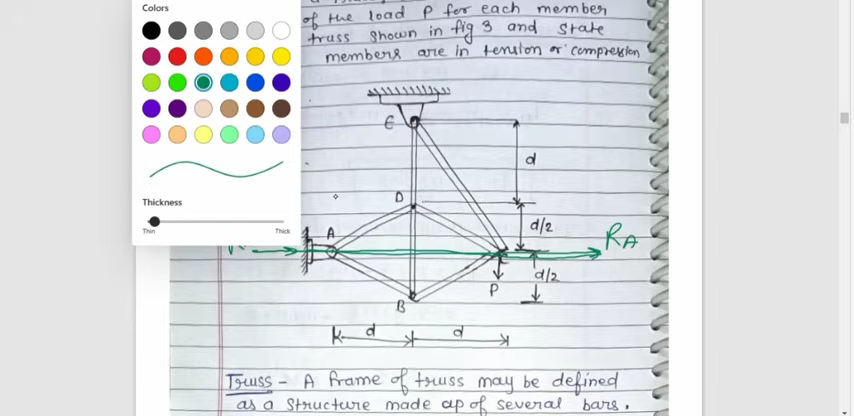 Colors
of the load P for each member
truss shown in fig 3 and state
members are in tension or compression
Thickness
Thin
Thick
E
d
D
d/2
A
RA
d/2
P
B
d
d
Truss - A frame of truss may be defined
as a structure made up of several bars.